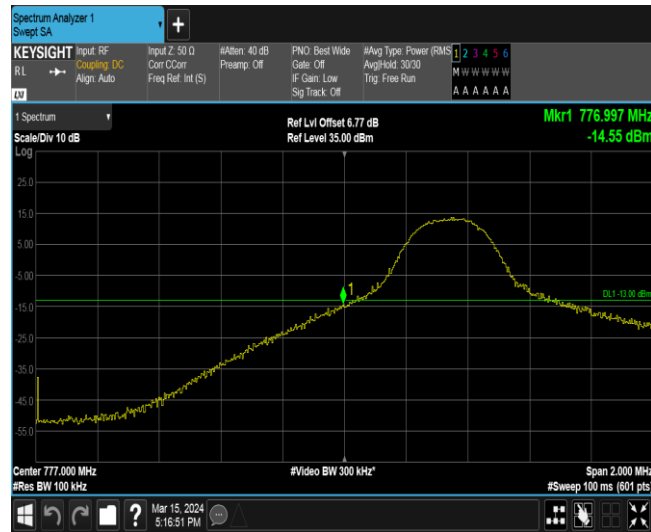 Spectrum Analyzer 1
Swept SA
+
KEYSIGHT
RL
LXI
Input: RF
Coupling: DC
Align: Auto
Input Z: 50 Ω
Corr CCorr
Freq Ref: Int (S)
#Atten: 40 dB
Preamp: Off
PNO: Best Wide
Gate: Off
IF Gain: Low
Sig Track: Off
#Avg Type: Power (RMS
Avg|Hold: 30/30
Trig: Free Run
1 2 3 4 5 6
M W W W W W
A A A A A A
1 Spectrum
Scale/Div 10 dB
Log
Ref Lvl Offset 6.77 dB
Ref Level 35.00 dBm
Mkr1 776.997 MHz
-14.55 dBm
25.0
15.0
5.00
-5.00
1
DL1 -13.00 dBm
-15.0
-25.0
-35.0
-45.0
-55.0
Center 777.000 MHz
#Video BW 300 kHz*
Span 2.000 MHz
#Res BW 100 kHz
#Sweep 100 ms (601 pts)
?
Mar 15, 2024
5:16:51 PM